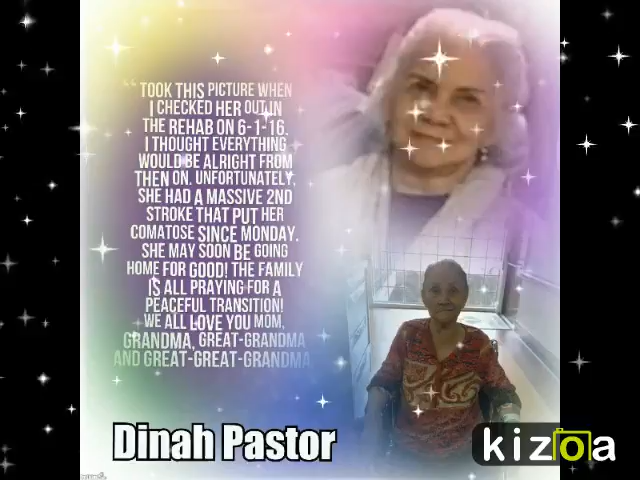 “ TOOK THIS PICTURE WHEN
I CHECKED HER OUT IN
THE REHAB ON 6-1-16.
I THOUGHT EVERYTHING
WOULD BE ALRIGHT FROM
THEN ON. UNFORTUNATELY,
SHE HAD A MASSIVE 2ND
STROKE THAT PUT HER
COMATOSE SINCE MONDAY.
SHE MAY SOON BE GOING
HOME FOR GOOD! THE FAMILY
IS ALL PRAYING FOR A
PEACEFUL TRANSITION!
WE ALL LOVE YOU MOM,
GRANDMA, GREAT-GRANDMA
AND GREAT-GREAT-GRANDMA
Dinah Pastor
kizoa